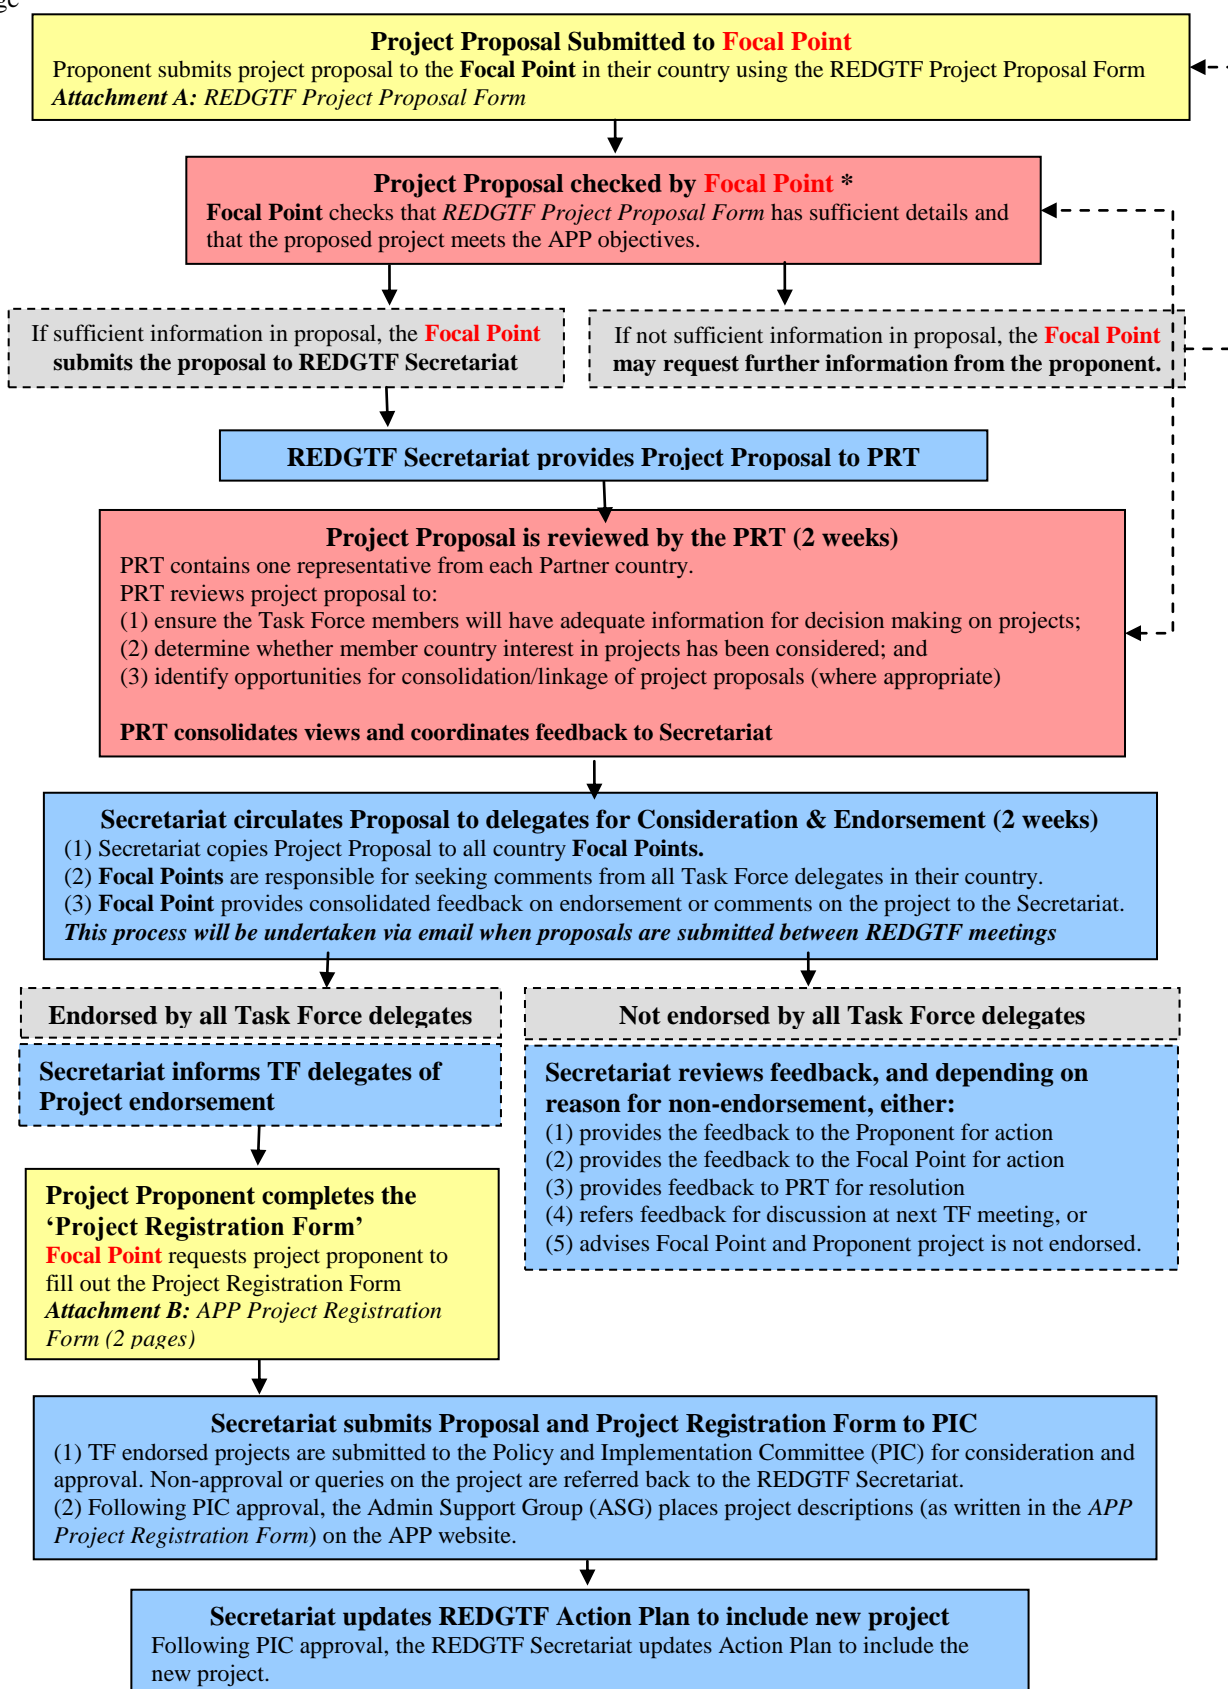 Project Proposal Submitted to Focal Point
Proponent submits project proposal to the Focal Point in their country using the REDGTF Project Proposal Form
Attachment A: REDGTF Project Proposal Form
Project Proposal checked by Focal Point *
Focal Point checks that REDGTF Project Proposal Form has sufficient details and
that the proposed project meets the APP objectives.
If sufficient information in proposal, the Focal Point
submits the proposal to REDGTF Secretariat
If not sufficient information in proposal, the Focal Point
may request further information from the proponent.
REDGTF Secretariat provides Project Proposal to PRT
Project Proposal is reviewed by the PRT (2 weeks)
PRT contains one representative from each Partner country.
PRT reviews project proposal to:
(1) ensure the Task Force members will have adequate information for decision making on projects;
(2) determine whether member country interest in projects has been considered; and
(3) identify opportunities for consolidation/linkage of project proposals (where appropriate)
PRT consolidates views and coordinates feedback to Secretariat
Secretariat circulates Proposal to delegates for Consideration & Endorsement (2 weeks)
(1) Secretariat copies Project Proposal to all country Focal Points.
(2) Focal Points are responsible for seeking comments from all Task Force delegates in their country.
(3) Focal Point provides consolidated feedback on endorsement or comments on the project to the Secretariat.
This process will be undertaken via email when proposals are submitted between REDGTF meetings
Endorsed by all Task Force delegates
Secretariat informs TF delegates of
Project endorsement
Not endorsed by all Task Force delegates
Secretariat reviews feedback, and depending on
reason for non-endorsement, either:
(1) provides the feedback to the Proponent for action
(2) provides the feedback to the Focal Point for action
(3) provides feedback to PRT for resolution
(4) refers feedback for discussion at next TF meeting, or
(5) advises Focal Point and Proponent project is not endorsed.
Project Proponent completes the
‘Project Registration Form’
Focal Point requests project proponent to
fill out the Project Registration Form
Attachment B: APP Project Registration
Form (2 pages)
Secretariat submits Proposal and Project Registration Form to PIC
(1) TF endorsed projects are submitted to the Policy and Implementation Committee (PIC) for consideration and
approval. Non-approval or queries on the project are referred back to the REDGTF Secretariat.
(2) Following PIC approval, the Admin Support Group (ASG) places project descriptions (as written in the APP
Project Registration Form) on the APP website.
Secretariat updates REDGTF Action Plan to include new project
Following PIC approval, the REDGTF Secretariat updates Action Plan to include the
new project.